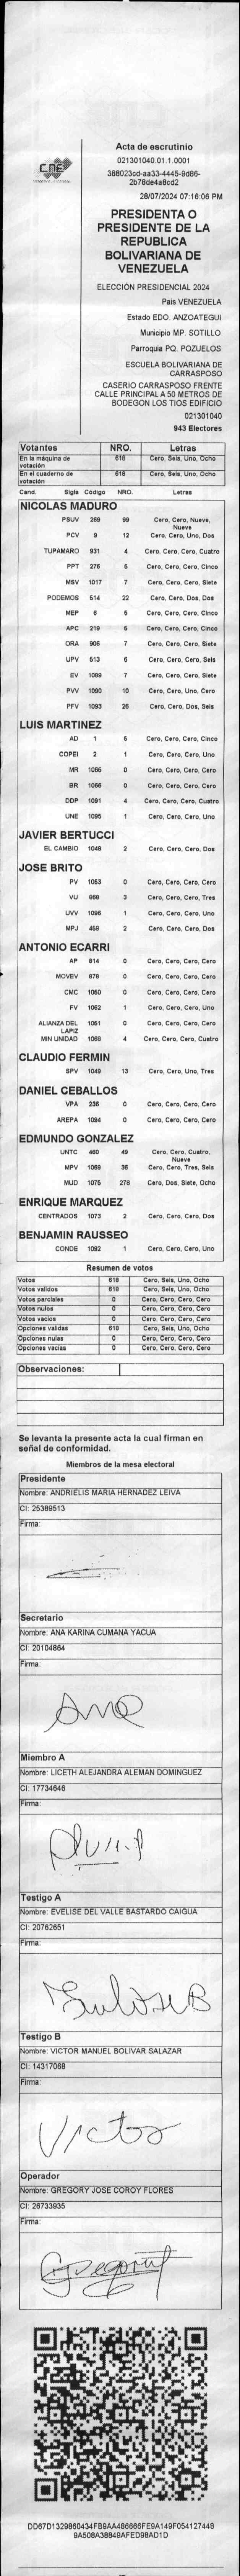 CNE
Acta de escrutinio
021301040.01.1.0001
388023cd-aa33-4445-9d86-
2b78de4a8cd2
28/07/2024 07:16:06 PM
PRESIDENTA O
PRESIDENTE DE LA
REPUBLICA
BOLIVARIANA DE
VENEZUELA
ELECCIÓN PRESIDENCIAL 2024
Pais VENEZUELA
Estado EDO. ANZOATEGUI
Municipio MP. SOTILLO
Parroquia PQ. POZUELOS
ESCUELA BOLIVARIANA DE
CARRASPOSO
CASERIO CARRASPOSO FRENTE
CALLE PRINCIPAL A 50 METROS DE
BODEGON LOS TIOS EDIFICIO
021301040
943 Electores
Votantes NRO. Letras
En la máquina de votación 618 Cero, Seis, Uno, Ocho
En el cuaderno de votación 618 Cero, Seis, Uno, Ocho
Cand. Sigla Código NRO. Letras
NICOLAS MADURO
PSUV 269 99 Cero, Cero, Nueve, Nueve
PCV 9 12 Cero, Cero, Uno, Dos
TUPAMARO 931 4 Cero, Cero, Cero, Cuatro
PPT 276 5 Cero, Cero, Cero, Cinco
MSV 1017 7 Cero, Cero, Cero, Siete
PODEMOS 514 22 Cero, Cero, Dos, Dos
MEP 6 5 Cero, Cero, Cero, Cinco
APC 219 5 Cero, Cero, Cero, Cinco
ORA 906 7 Cero, Cero, Cero, Siete
UPV 513 6 Cero, Cero, Cero, Seis
EV 1089 7 Cero, Cero, Cero, Siete
PVV 1090 10 Cero, Cero, Uno, Cero
PFV 1093 26 Cero, Cero, Dos, Seis
LUIS MARTINEZ
AD 1 5 Cero, Cero, Cero, Cinco
COPEI 2 1 Cero, Cero, Cero, Uno
MR 1065 0 Cero, Cero, Cero, Cero
BR 1066 0 Cero, Cero, Cero, Cero
DDP 1091 4 Cero, Cero, Cero, Cuatro
UNE 1095 1 Cero, Cero, Cero, Uno
JAVIER BERTUCCI
EL CAMBIO 1048 2 Cero, Cero, Cero, Dos
JOSE BRITO
PV 1053 0 Cero, Cero, Cero, Cero
VU 968 3 Cero, Cero, Cero, Tres
UVV 1096 1 Cero, Cero, Cero, Uno
MPJ 458 2 Cero, Cero, Cero, Dos
ANTONIO ECARRI
AP 814 0 Cero, Cero, Cero, Cero
MOVEV 978 0 Cero, Cero, Cero, Cero
CMC 1050 0 Cero, Cero, Cero, Cero
FV 1052 1 Cero, Cero, Cero, Uno
ALIANZA DEL LAPIZ 1051 0 Cero, Cero, Cero, Cero
MIN UNIDAD 1068 4 Cero, Cero, Cero, Cuatro
CLAUDIO FERMIN
SPV 1049 13 Cero, Cero, Uno, Tres
DANIEL CEBALLOS
VPA 236 0 Cero, Cero, Cero, Cero
AREPA 1094 0 Cero, Cero, Cero, Cero
EDMUNDO GONZALEZ
UNTC 460 49 Cero, Cero, Cuatro, Nueve
MPV 1069 36 Cero, Cero, Tres, Seis
MUD 1075 278 Cero, Dos, Siete, Ocho
ENRIQUE MARQUEZ
CENTRADOS 1073 2 Cero, Cero, Cero, Dos
BENJAMIN RAUSSEO
CONDE 1092 1 Cero, Cero, Cero, Uno
Resumen de votos
Votos 618 Cero, Seis, Uno, Ocho
Votos validos 618 Cero, Seis, Uno, Ocho
Votos parciales 0 Cero, Cero, Cero, Cero
Votos nulos 0 Cero, Cero, Cero, Cero
Votos vacios 0 Cero, Cero, Cero, Cero
Opciones validas 618 Cero, Seis, Uno, Ocho
Opciones nulas 0 Cero, Cero, Cero, Cero
Opciones vacias 0 Cero, Cero, Cero, Cero
Observaciones:
Se levanta la presente acta la cual firman en
señal de conformidad.
Miembros de la mesa electoral
Presidente
Nombre: ANDRIELIS MARIA HERNADEZ LEIVA
CI: 25389513
Firma:
Secretario
Nombre: ANA KARINA CUMANA YACUA
CI: 20104864
Firma:
Ana
Miembro A
Nombre: LICETH ALEJANDRA ALEMAN DOMINGUEZ
CI: 17734646
Firma:
Testigo A
Nombre: EVELISE DEL VALLE BASTARDO CAIGUA
CI: 20762651
Firma:
Testigo B
Nombre: VICTOR MANUEL BOLIVAR SALAZAR
CI: 14317068
Firma:
Victor
Operador
Nombre: GREGORY JOSE COROY FLORES
CI: 26733935
Firma:
DD67D1329860434FB9AA486666FE9A149F054127448
9A508A38849AFED98AD1D